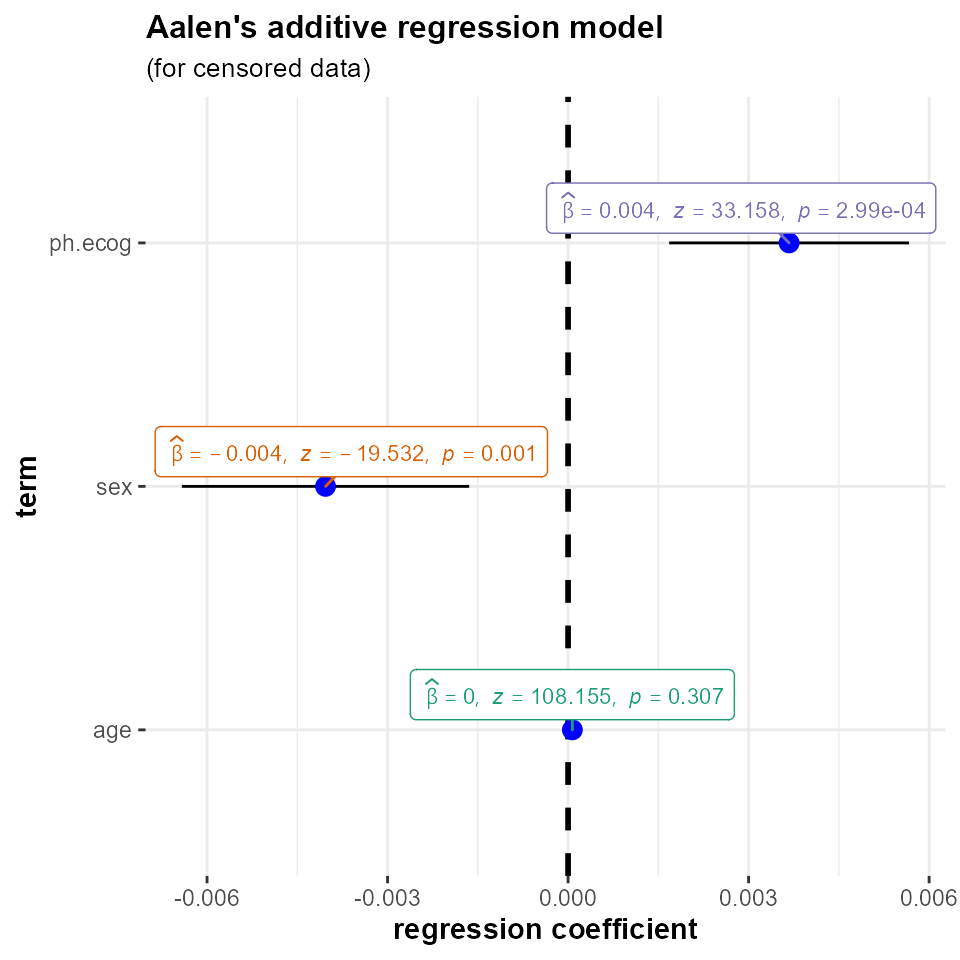 Aalen's additive regression model
(for censored data)
β̂ = 0.004, z = 33.158, p = 2.99e-04
ph.ecog
β̂ = − 0.004, z = − 19.532, p = 0.001
sex
term
β̂ = 0, z = 108.155, p = 0.307
age
-0.006 -0.003 0.000 0.003 0.006
regression coefficient